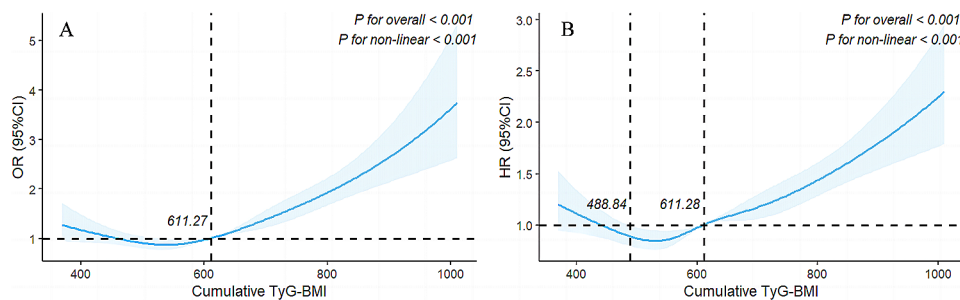 A
P for overall < 0.001
P for non-linear < 0.001
OR (95%CI)
5
4
3
2
1
611.27
400
600
800
1000
Cumulative TyG-BMI
B
P for overall < 0.001
P for non-linear < 0.001
HR (95%CI)
3.0
2.5
2.0
1.5
1.0
488.84
611.28
400
600
800
1000
Cumulative TyG-BMI